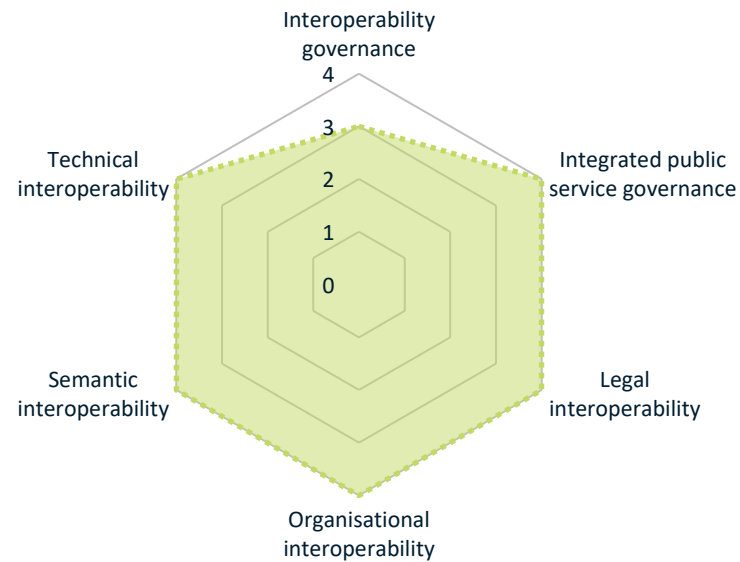 Interoperability
governance
4
3
2
1
0
Technical
interoperability
Integrated public
service governance
Semantic
interoperability
Legal
interoperability
Organisational
interoperability